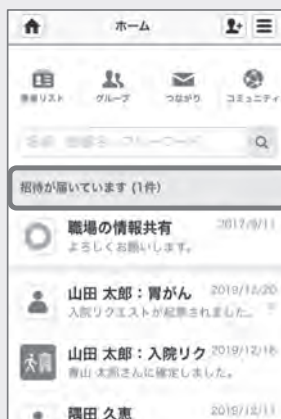 ホーム
患者リスト グループ つながり コミュニティ
招待が届いています (1件)
職場の情報共有 2017/9/11
よろしくお願いします。
山田 太郎：胃がん 2019/12/20
入院リクエストが起票されました。
山田 太郎：入院リク 2019/12/16
青山 太郎さんに確定しました。
隅田 久恵 2019/12/11